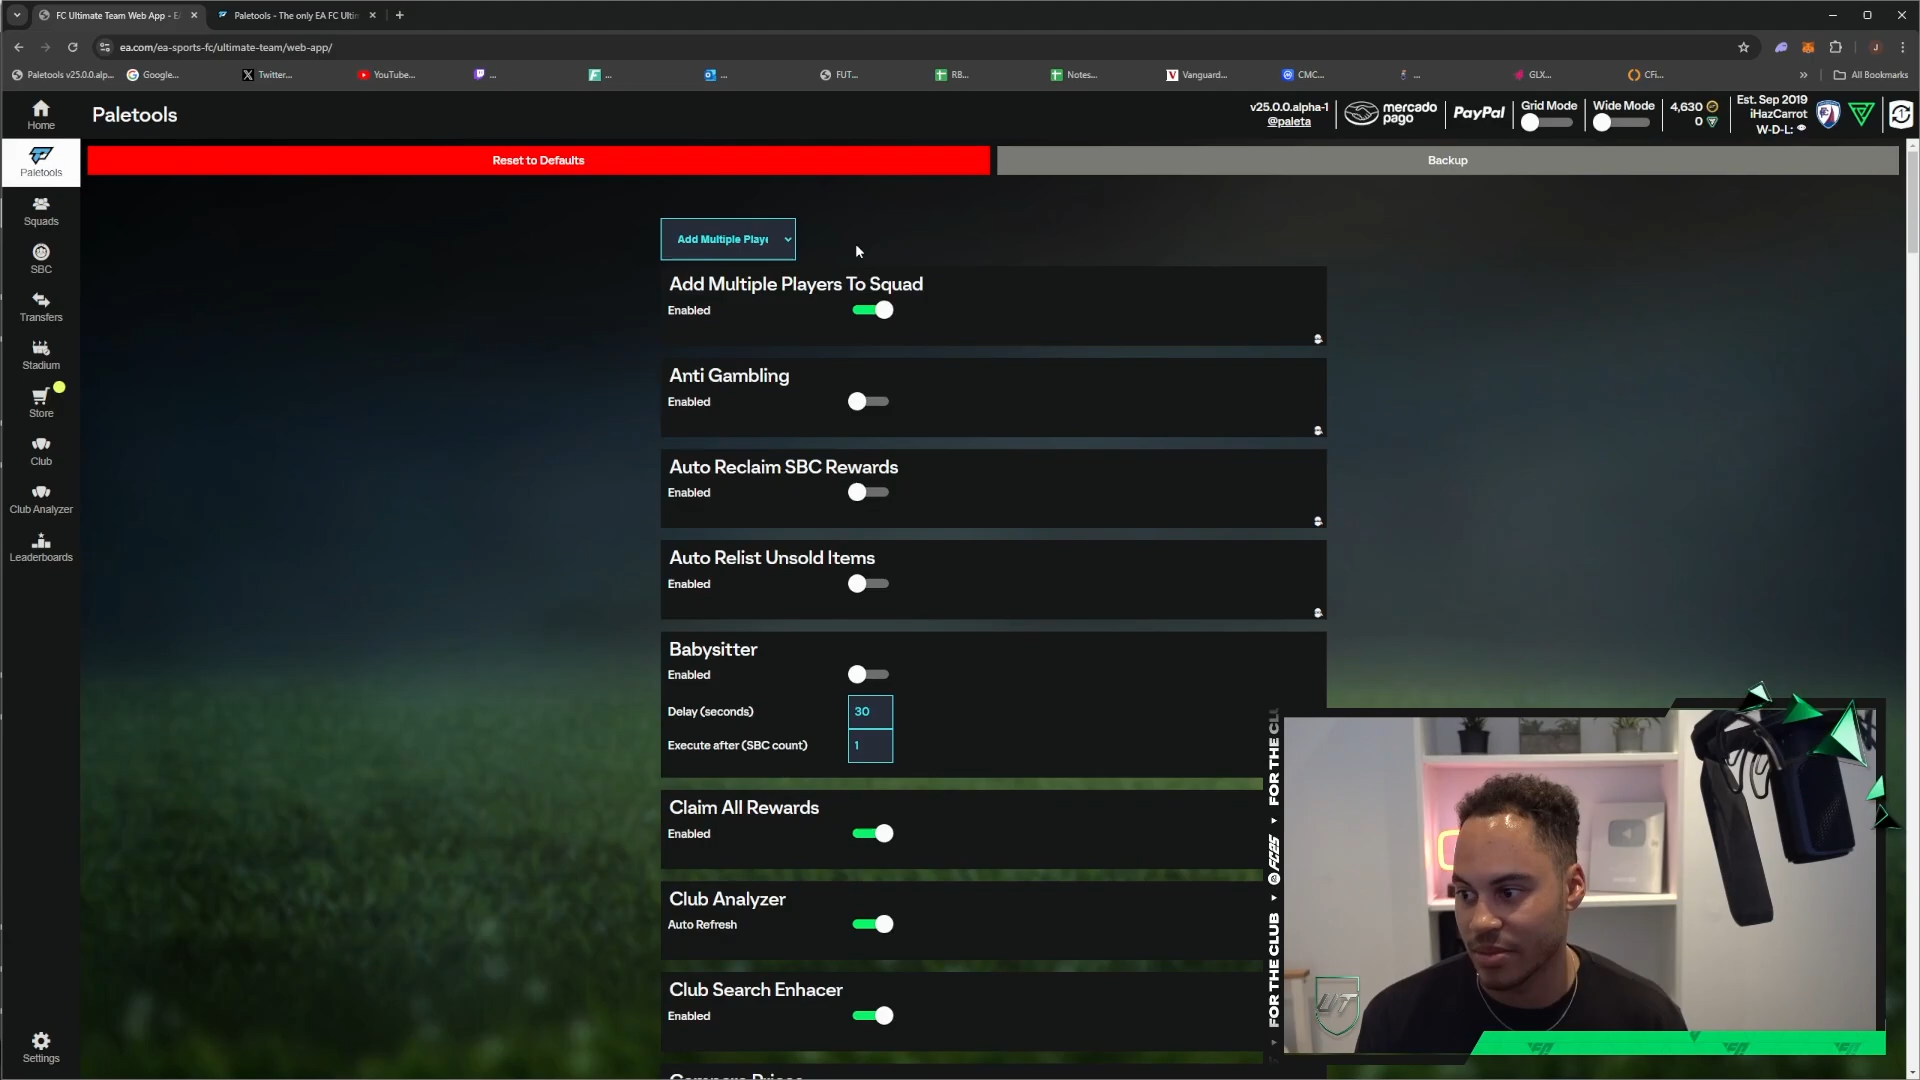 FC Ultimate Team Web App - E
Paletools - The only EA FC Ultim
ea.com/ea-sports-fc/ultimate-team/web-app/
Paletools v25.0.0.alp...
Google...
Twitter...
YouTube...
...
...
...
FUT...
RB...
Notes...
Vanguard...
CMC...
...
GLX...
CFi...
All Bookmarks
Home
Paletools
v25.0.0.alpha-1
@paleta
mercado
pago
PayPal
Grid Mode
Wide Mode
4,630
0
Est. Sep 2019
iHazCarrot
W-D-L:
Paletools
Squads
SBC
Transfers
Stadium
Store
Club
Club Analyzer
Leaderboards
Settings
Reset to Defaults
Backup
Add Multiple Play
Add Multiple Players To Squad
Enabled
Anti Gambling
Enabled
Auto Reclaim SBC Rewards
Enabled
Auto Relist Unsold Items
Enabled
Babysitter
Enabled
Delay (seconds)
30
Execute after (SBC count)
1
Claim All Rewards
Enabled
Club Analyzer
Auto Refresh
Club Search Enhacer
Enabled
Compare Prices
FOR THE CLUB
FC25
FOR THE CLU
UT